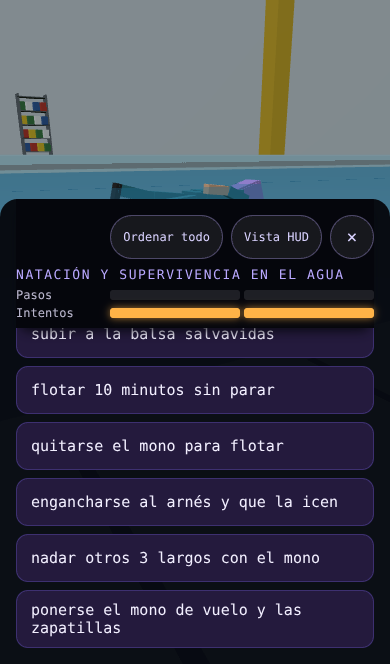 Ordenar todo
Vista HUD
×
NATACIÓN Y SUPERVIVENCIA EN EL AGUA
Pasos
Intentos
subir a la balsa salvavidas
flotar 10 minutos sin parar
quitarse el mono para flotar
engancharse al arnés y que la icen
nadar otros 3 largos con el mono
ponerse el mono de vuelo y las
zapatillas